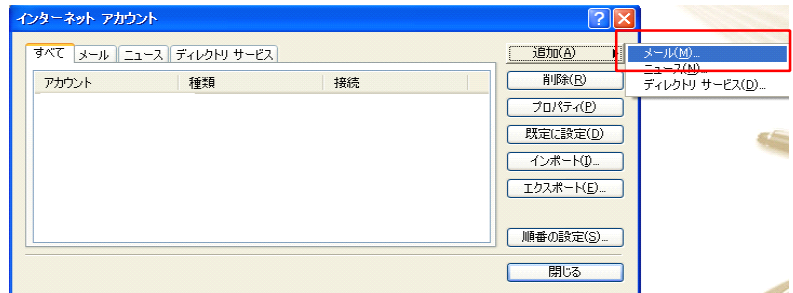 インターネット アカウント
すべて メール ニュース ディレクトリ サービス
アカウント 種類 接続
追加(A)
削除(R)
プロパティ(P)
既定に設定(D)
インポート(I)...
エクスポート(E)...
順番の設定(S)...
閉じる
メール(M)...
ニュース(N)...
ディレクトリ サービス(D)...